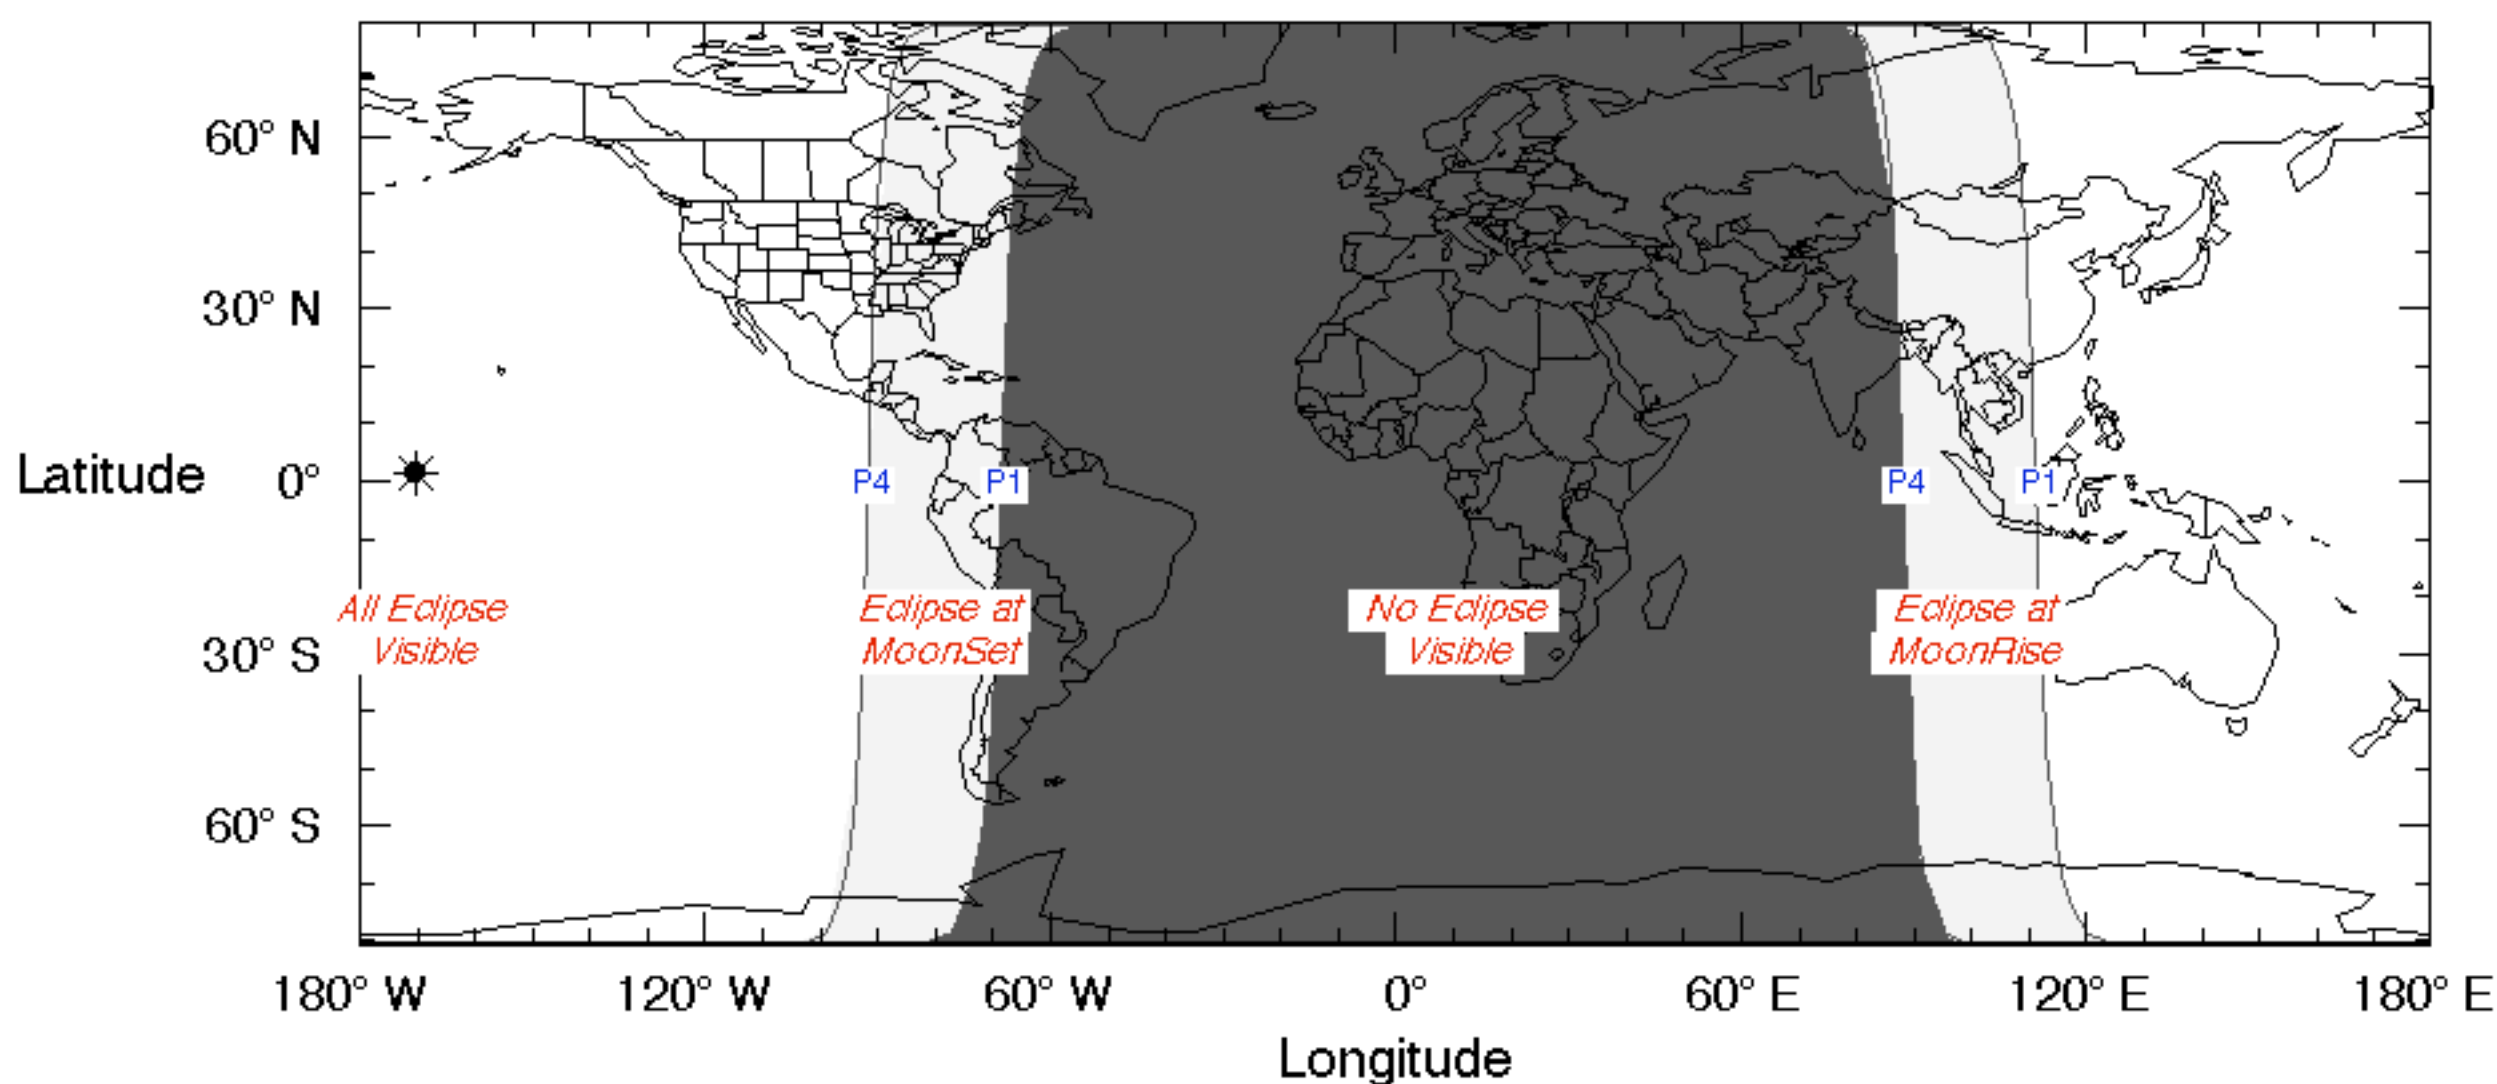 60° N
30° N
Latitude 0°
P4 P1 P4 P1
All Eclipse Visible
Eclipse at MoonSet
No Eclipse Visible
Eclipse at MoonRise
30° S
60° S
180° W 120° W 60° W 0° 60° E 120° E 180° E
Longitude